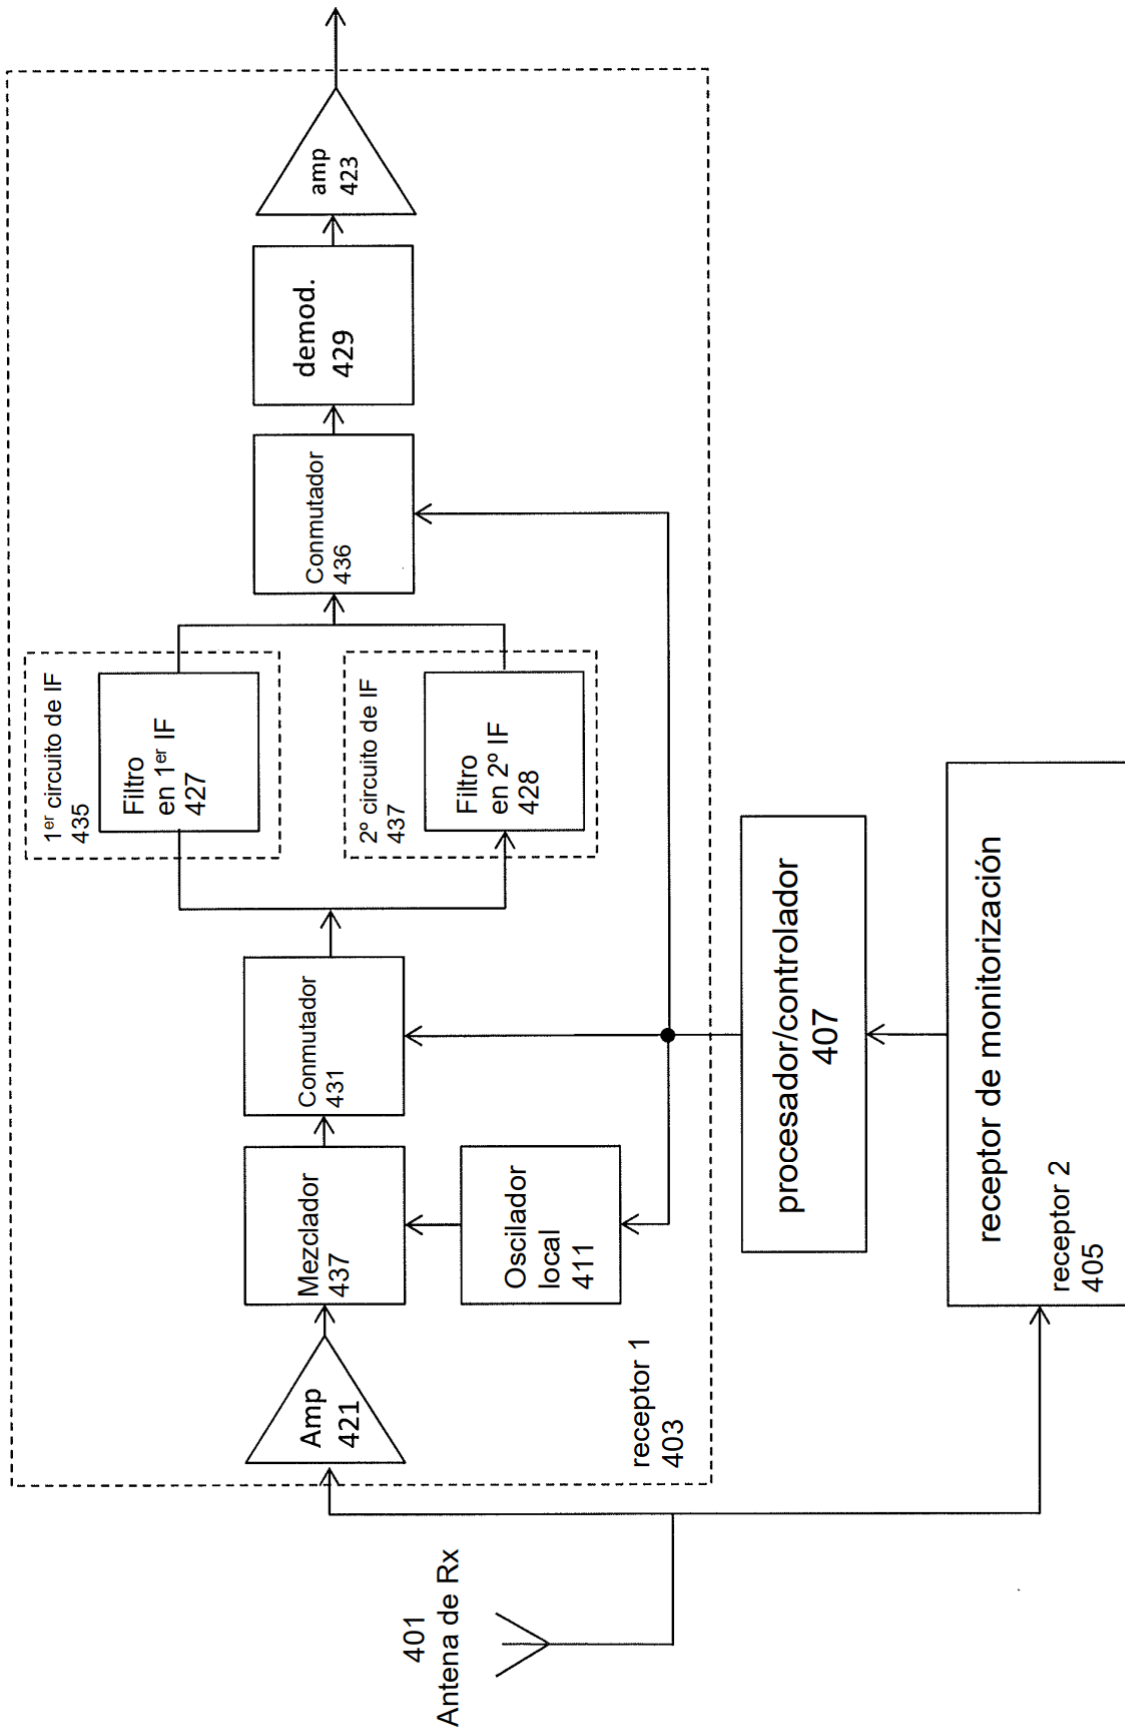 401
Antena de Rx
Amp
421
Mezclador
437
Oscilador
local
411
Conmutador
431
1er circuito de IF
435
Filtro
en 1er IF
427
2º circuito de IF
437
Filtro
en 2º IF
428
Conmutador
436
demod.
429
amp
423
receptor 1
403
procesador/controlador
407
receptor de monitorización
receptor 2
405